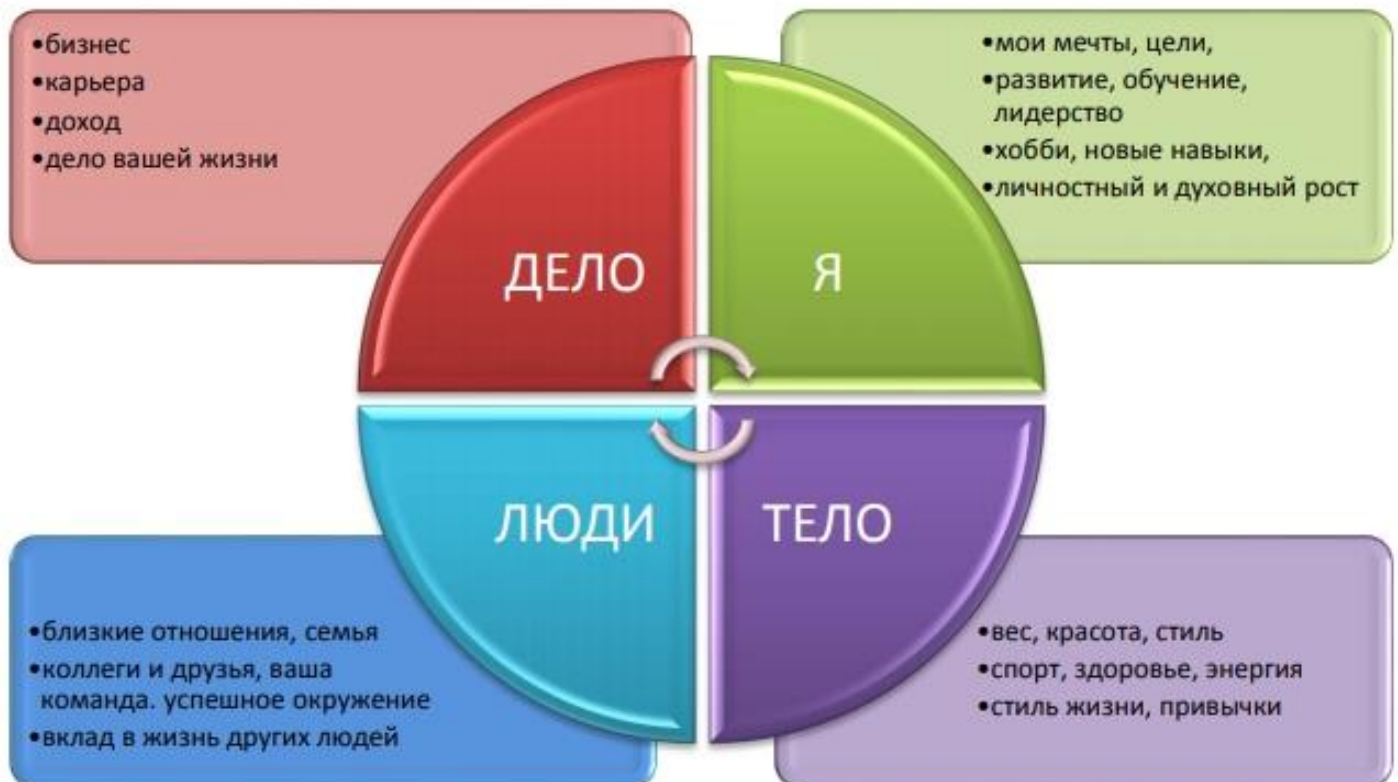 •бизнес
•карьера
•доход
•дело вашей жизни
•мои мечты, цели,
•развитие, обучение,
лидерство
•хобби, новые навыки,
•личностный и духовный рост
ДЕЛО
Я
ЛЮДИ
ТЕЛО
•близкие отношения, семья
•коллеги и друзья, ваша
команда. успешное окружение
•вклад в жизнь других людей
•вес, красота, стиль
•спорт, здоровье, энергия
•стиль жизни, привычки